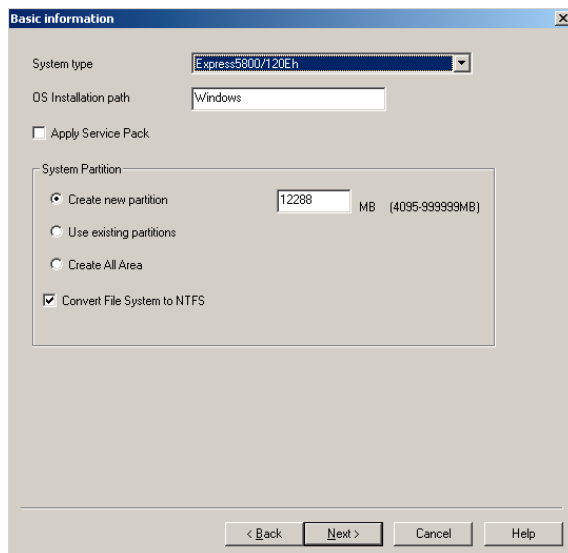 Basic information
System type Express5800/120Eh
OS Installation path Windows
Apply Service Pack
System Partition
Create new partition 12288 MB (4095-999999MB)
Use existing partitions
Create All Area
Convert File System to NTFS
< Back Next > Cancel Help